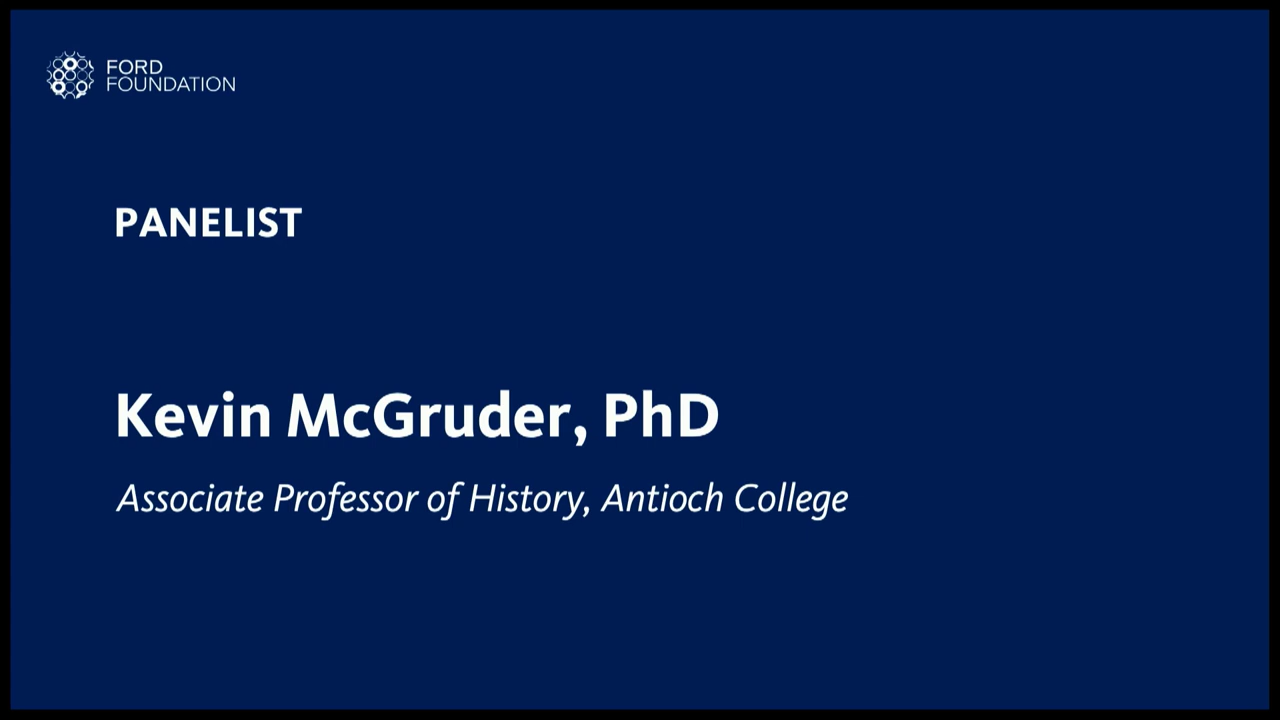 FORD
FOUNDATION
PANELIST
Kevin McGruder, PhD
Associate Professor of History, Antioch College